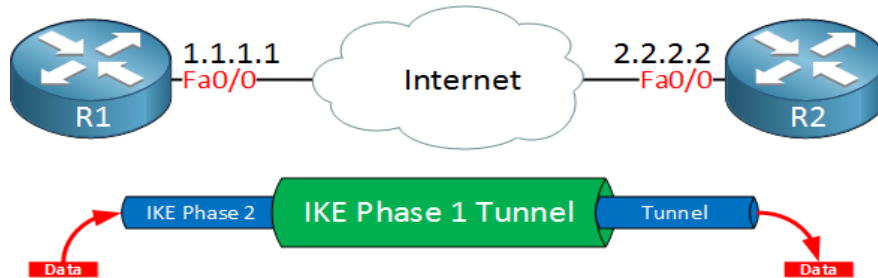 1.1.1.1
2.2.2.2
Fa0/0
Internet
Fa0/0
R1
R2
IKE Phase 2
IKE Phase 1 Tunnel
Tunnel
Data
Data